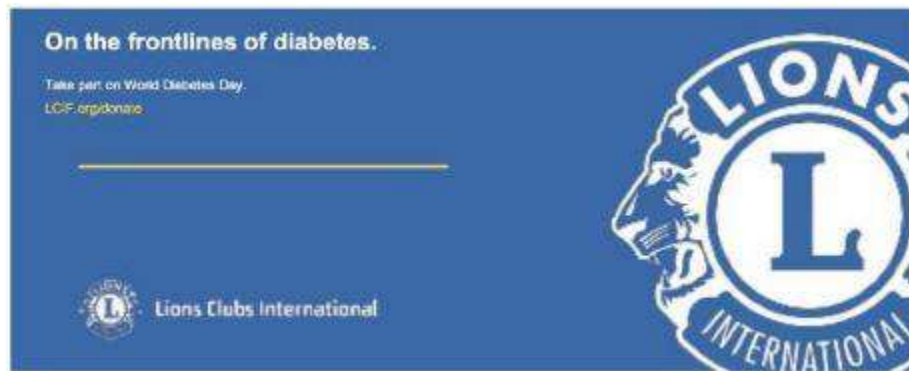 On the frontlines of diabetes.
Take part on World Diabetes Day.
LCIF.org/donate
LIONS
L
INTERNATIONAL
L
Lions Clubs International